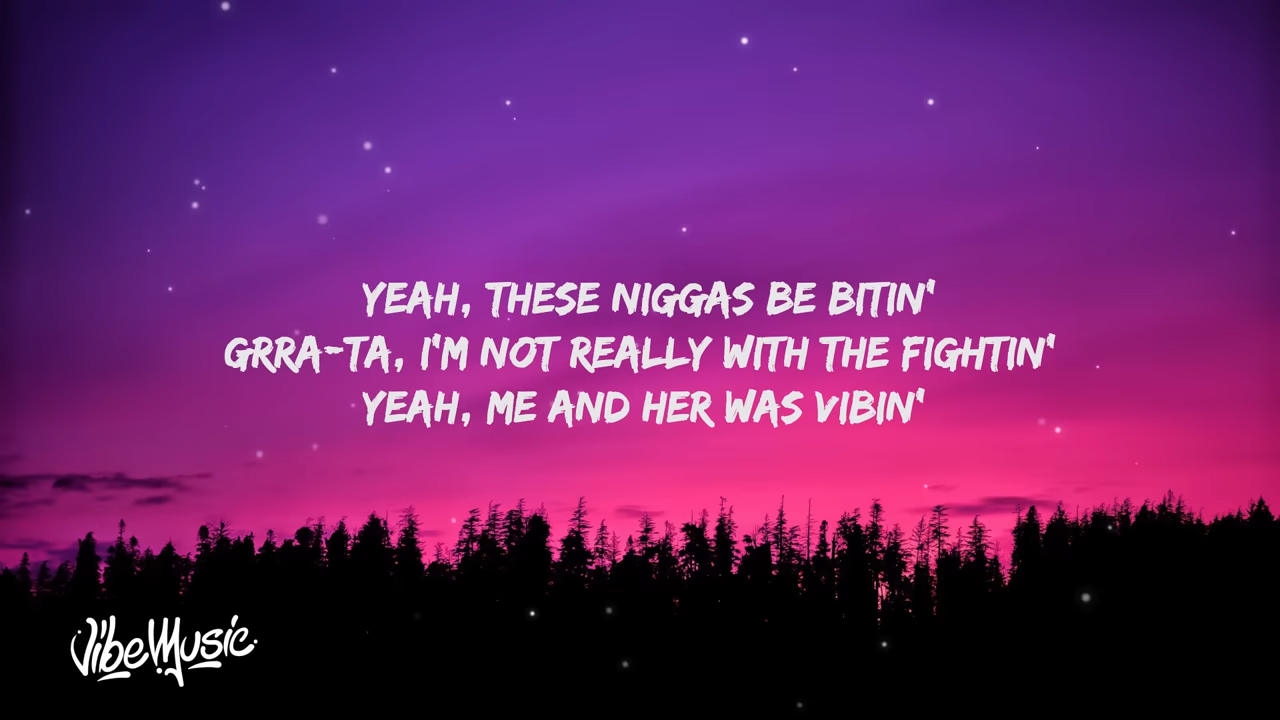 YEAH, THESE NIGGAS BE BITIN'
GRRA-TA, I'M NOT REALLY WITH THE FIGHTIN'
YEAH, ME AND HER WAS VIBIN'
VibeMusic